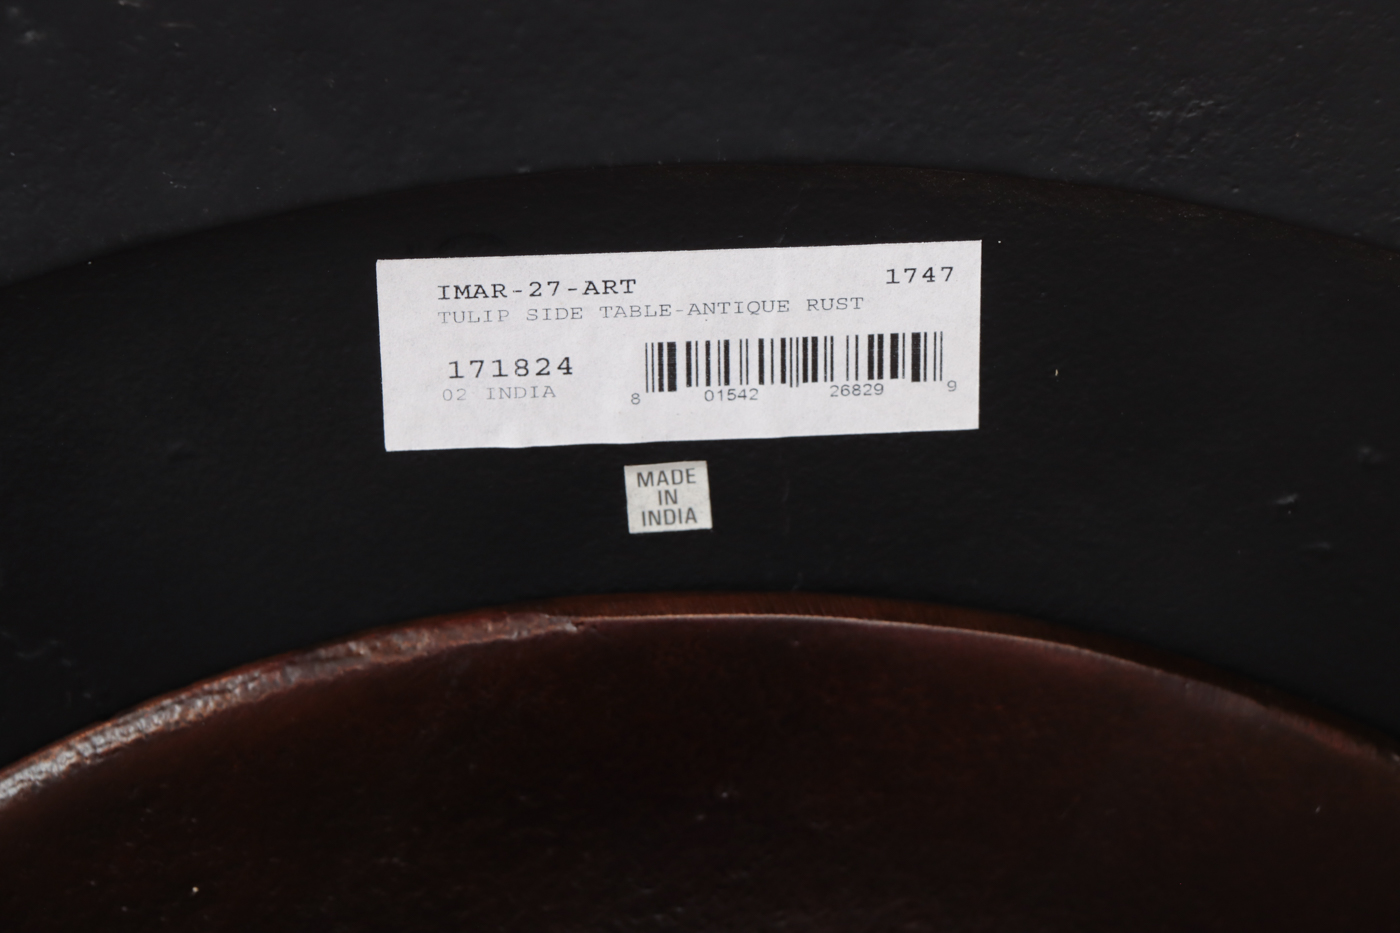 IMAR-27-ART 1747
TULIP SIDE TABLE-ANTIQUE RUST
171824
02 INDIA
8 01542 26829 9
MADE
IN
INDIA